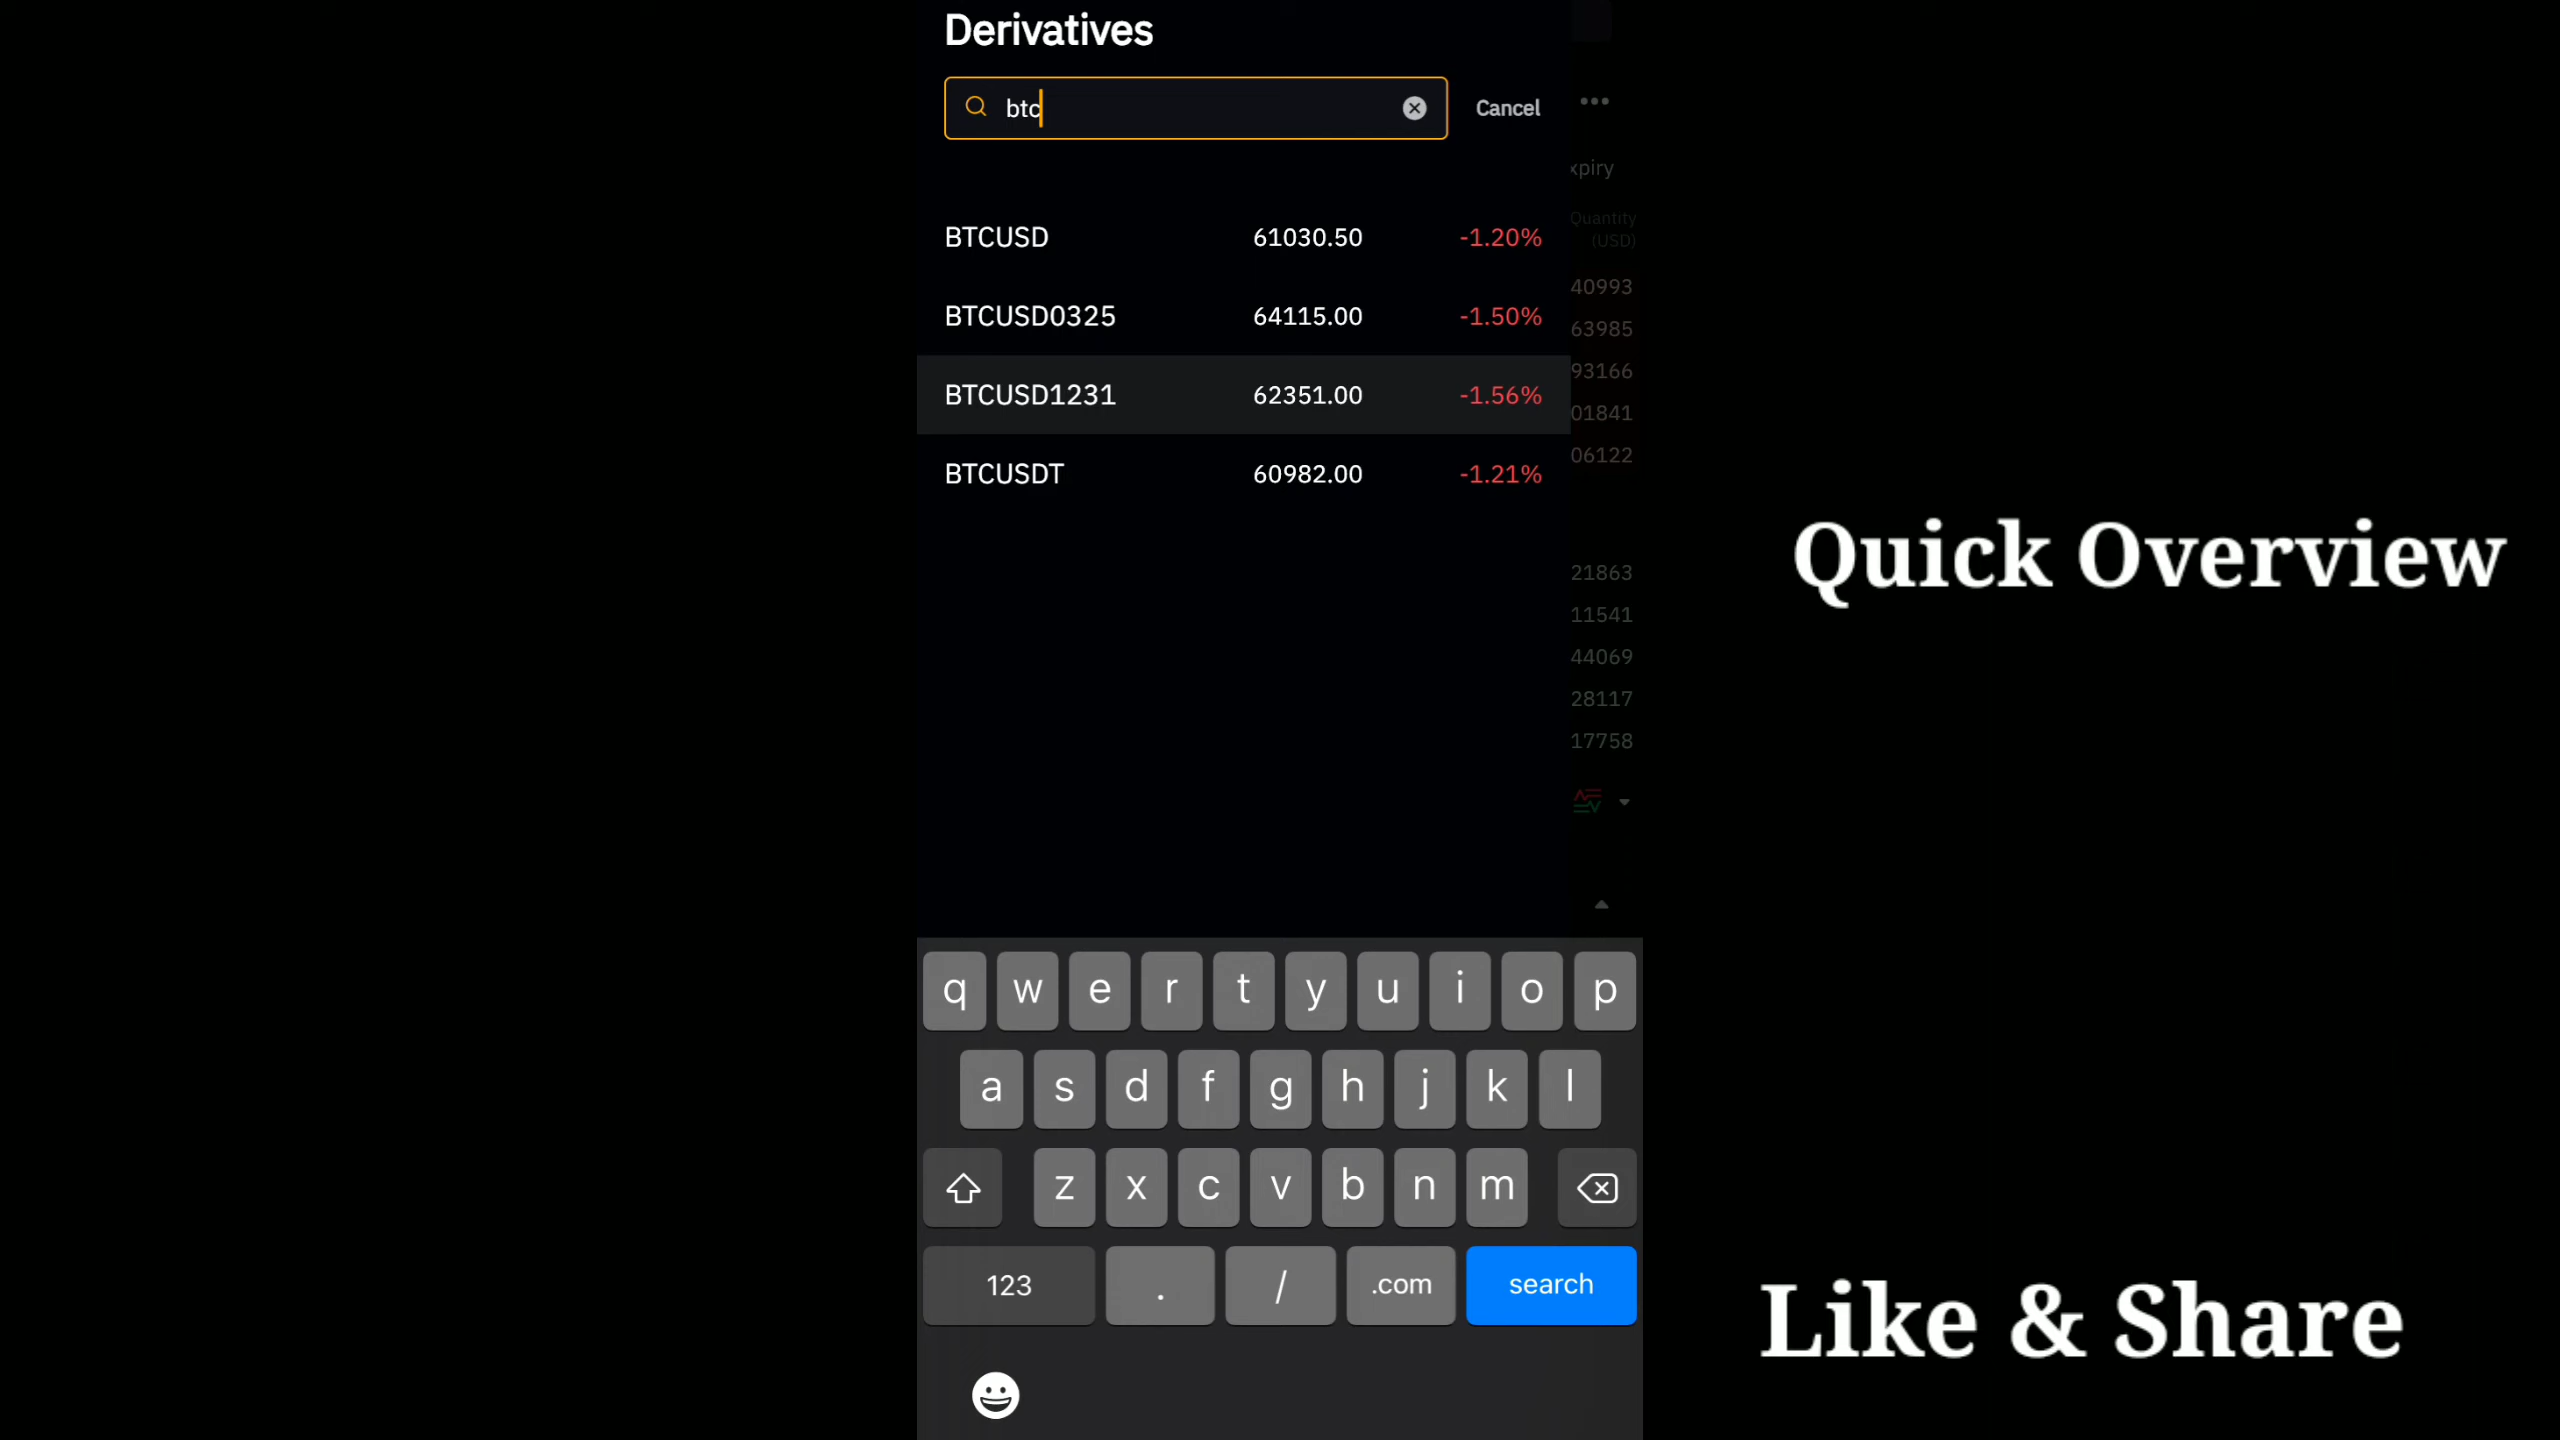 Derivatives
btc
Cancel
xpiry
Quantity
(USD)
BTCUSD 61030.50 -1.20%
BTCUSD0325 64115.00 -1.50%
BTCUSD1231 62351.00 -1.56%
BTCUSDT 60982.00 -1.21%
40993
63985
93166
01841
06122
21863
11541
44069
28117
17758
Quick Overview
q w e r t y u i o p
a s d f g h j k l
z x c v b n m
123 . / .com search
Like & Share